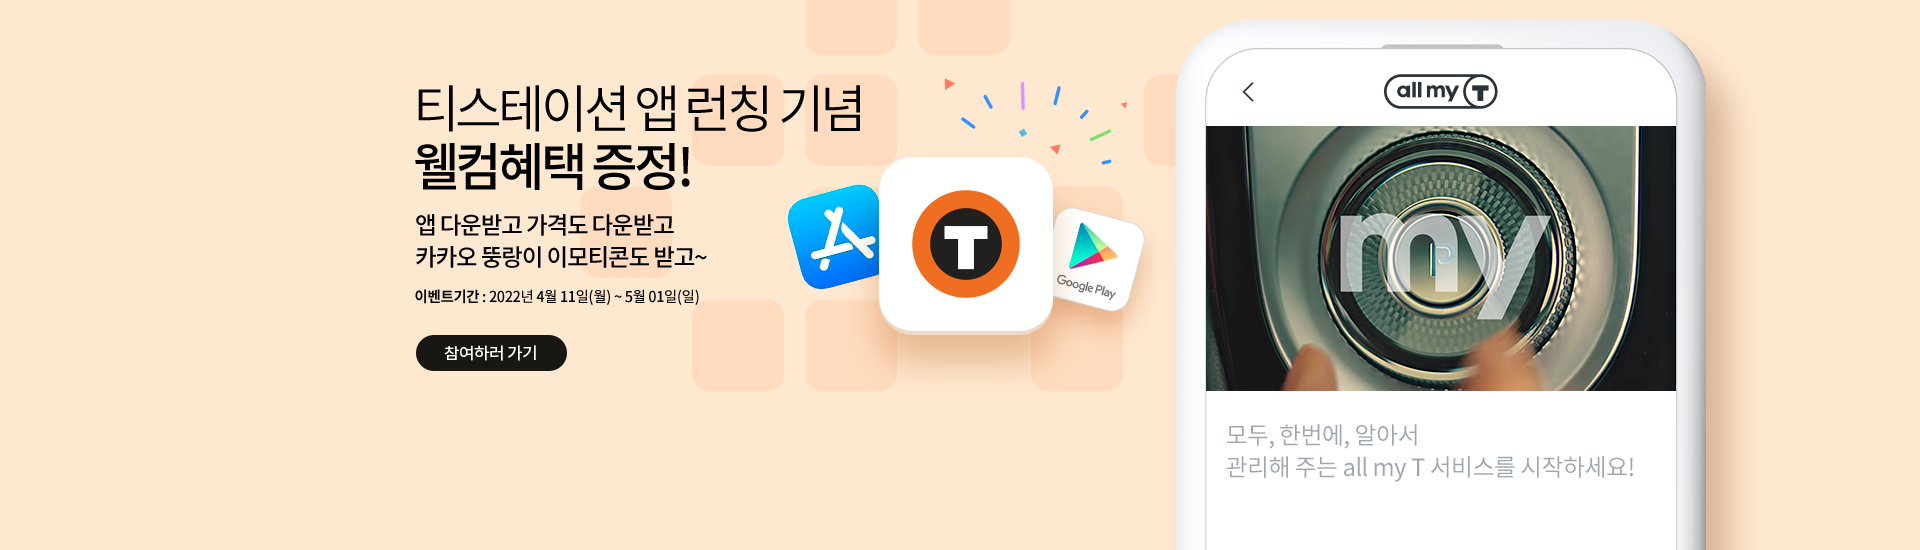 티스테이션 앱 런칭 기념
웰컴혜택 증정!
앱 다운받고 가격도 다운받고
카카오 뚱랑이 이모티콘도 받고~
이벤트기간 : 2022년 4월 11일(월) ~ 5월 01일(일)
참여하러 가기
T
Google Play
all my T
my
P
모두, 한번에, 알아서
관리해 주는 all my T 서비스를 시작하세요!